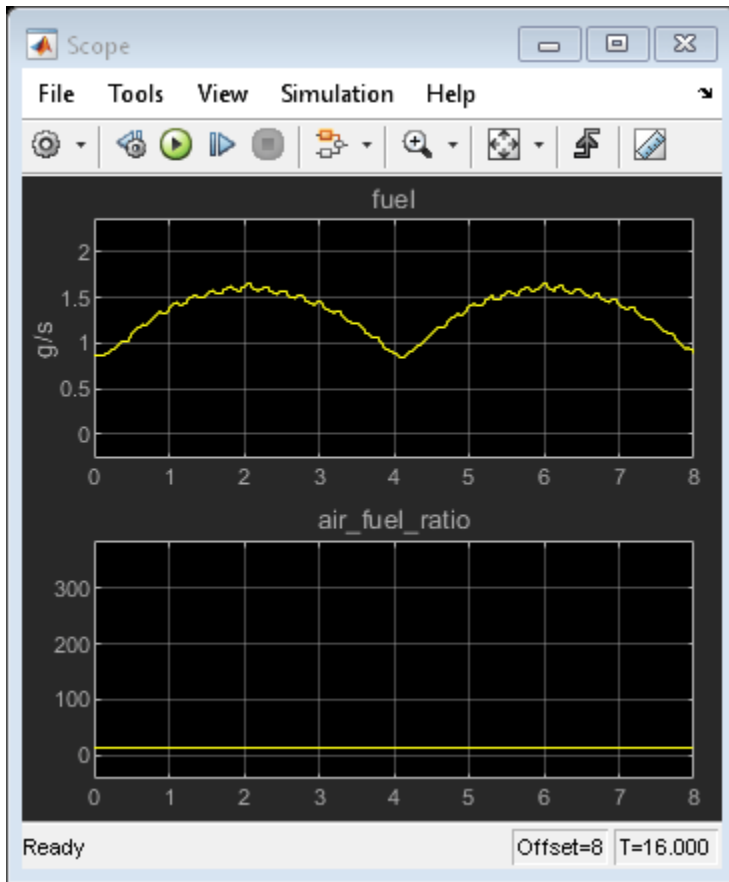 Scope
File Tools View Simulation Help
fuel
2
1.5
1
0.5
0
g/s
0 1 2 3 4 5 6 7 8
air_fuel_ratio
300
200
100
0
0 1 2 3 4 5 6 7 8
Ready Offset=8 T=16.000